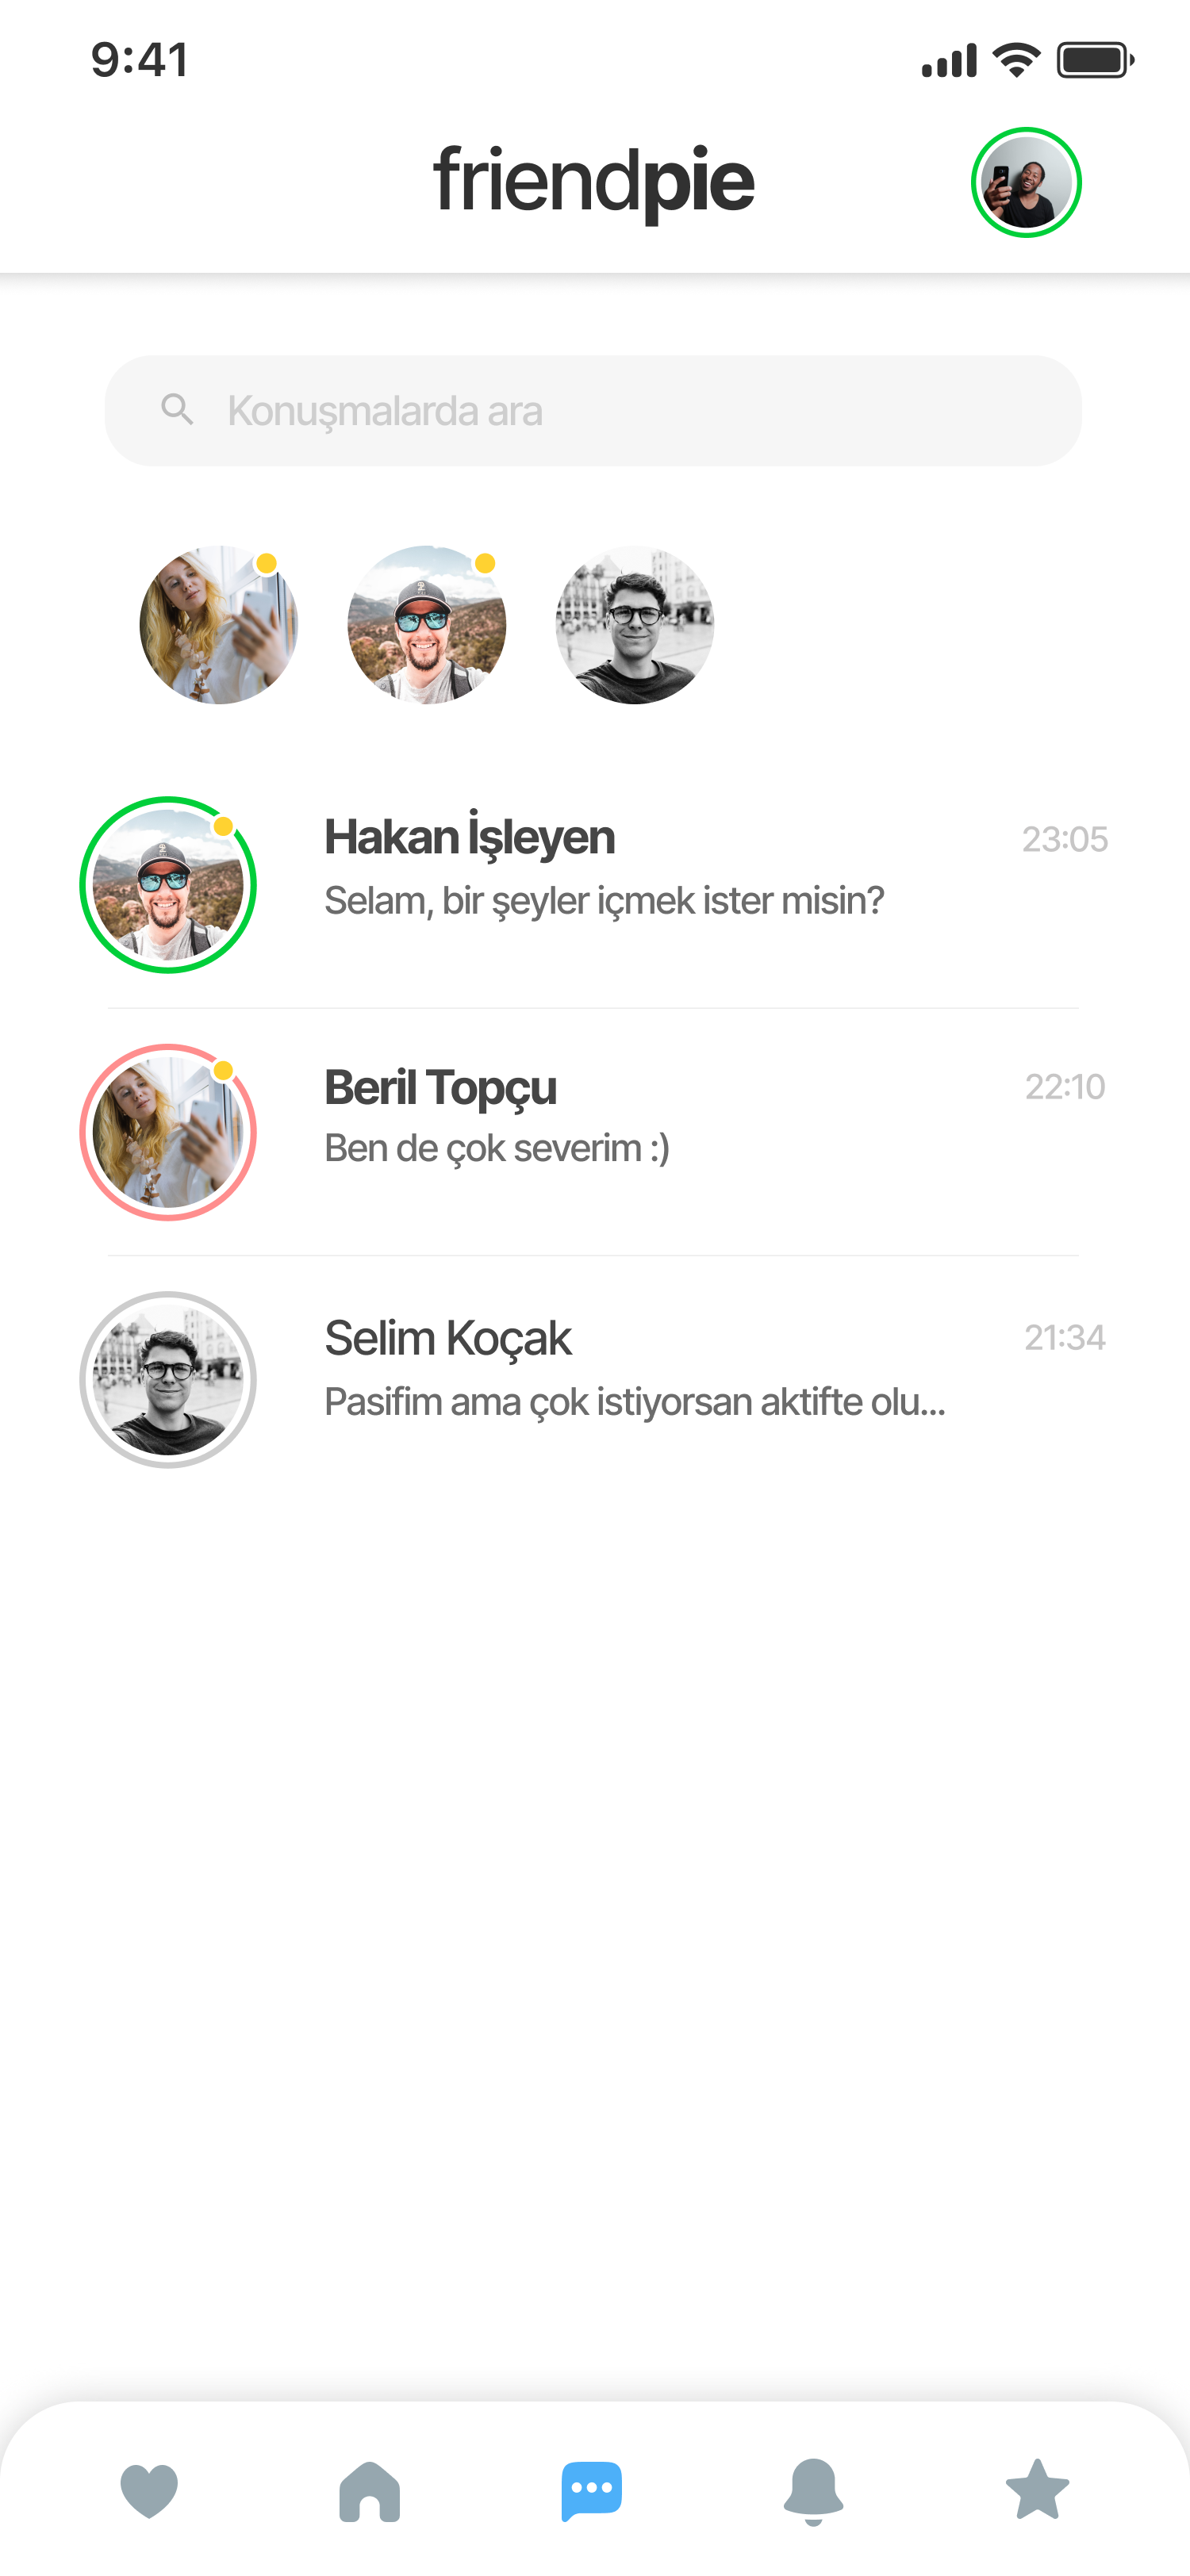 9:41
friendpie
Konuşmalarda ara
Hakan İşleyen
23:05
Selam, bir şeyler içmek ister misin?
Beril Topçu
22:10
Ben de çok severim :)
Selim Koçak
21:34
Pasifim ama çok istiyorsan aktifte olu...